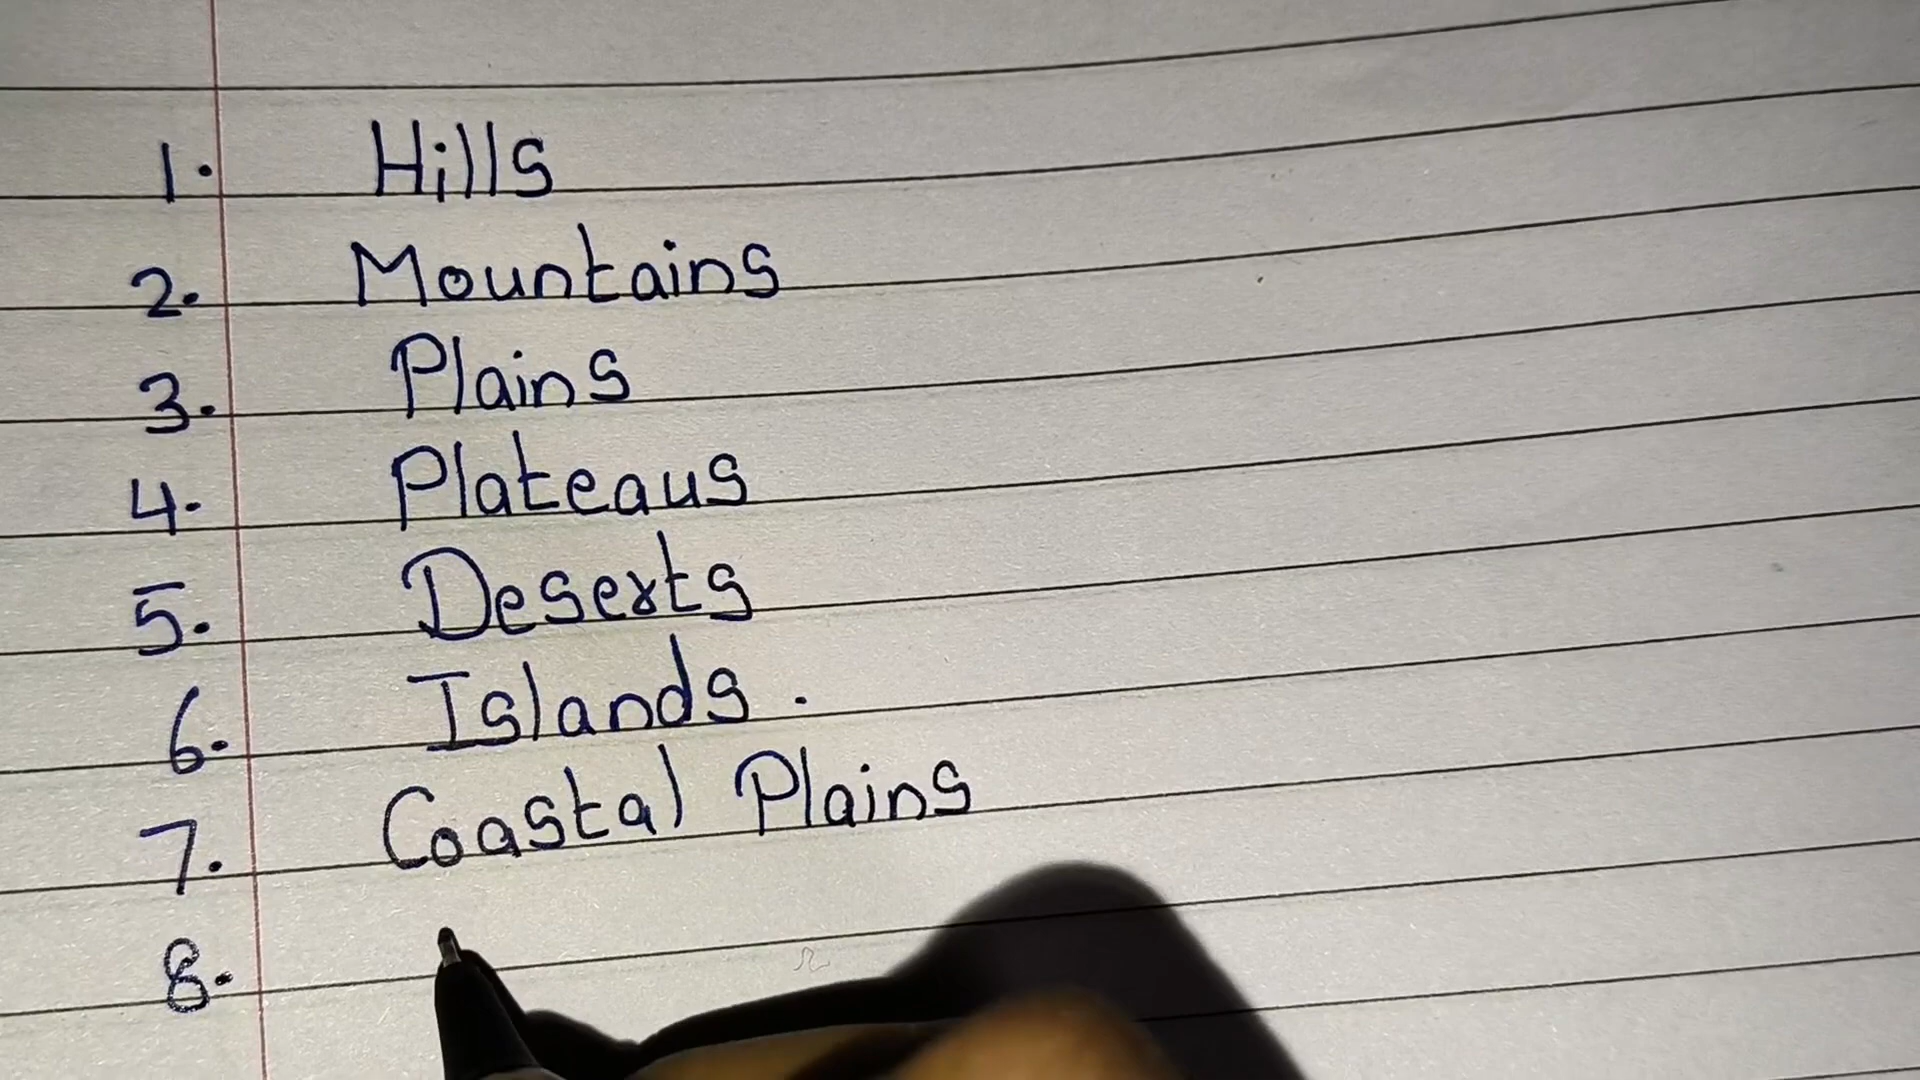 1. Hills
2. Mountains
3. Plains
4. Plateaus
5. Deserts
6. Islands.
7. Coastal Plains
8.